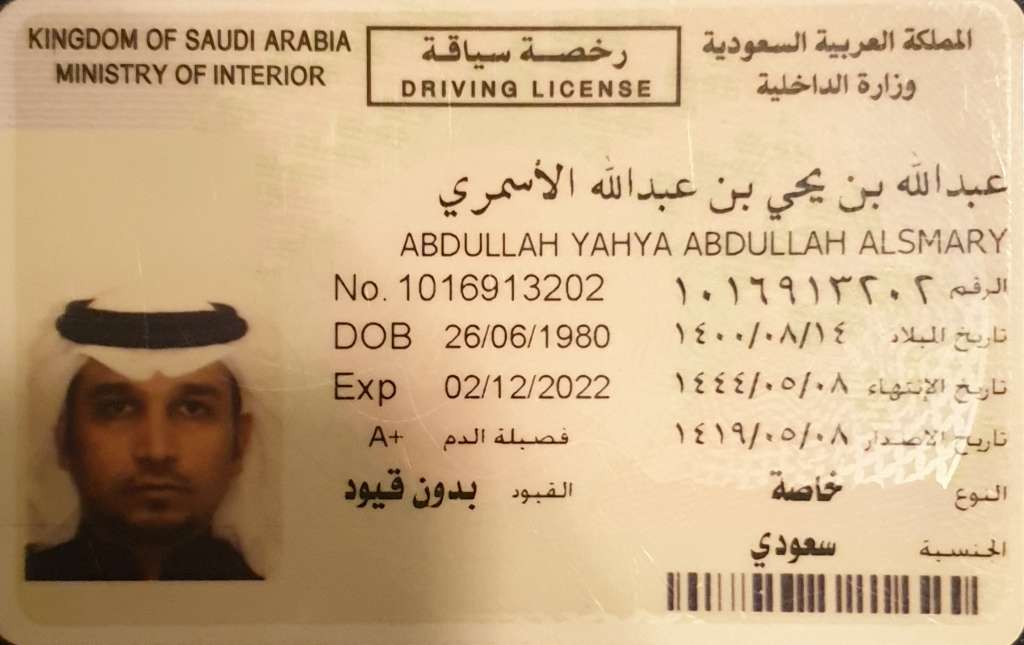 KINGDOM OF SAUDI ARABIA
MINISTRY OF INTERIOR
رخصة سياقة
DRIVING LICENSE
المملكة العربية السعودية
وزارة الداخلية
عبدالله بن يحي بن عبدالله الأسمري
ABDULLAH YAHYA ABDULLAH ALSMARY
No. 1016913202 الرقم ١٠١٦٩١٣٢٠٢
DOB 26/06/1980 تاريخ الميلاد ١٤٠٠/٠٨/١٤
Exp 02/12/2022 تاريخ الإنتهاء ١٤٤٤/٠٥/٠٨
تاريخ الاصدار ١٤١٩/٠٥/٠٨ فصيلة الدم A+
النوع خاصة القيود بدون قيود
الجنسية سعودي